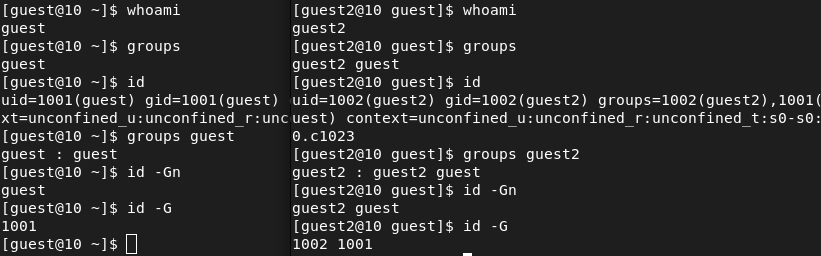 [guest@10 ~]$ whoami
guest
[guest@10 ~]$ groups
guest
[guest@10 ~]$ id
uid=1001(guest) gid=1001(guest)
xt=unconfined_u:unconfined_r:unc
[guest@10 ~]$ groups guest
guest : guest
[guest@10 ~]$ id -Gn
guest
[guest@10 ~]$ id -G
1001
[guest@10 ~]$
[guest2@10 guest]$ whoami
guest2
[guest2@10 guest]$ groups
guest2 guest
[guest2@10 guest]$ id
uid=1002(guest2) gid=1002(guest2) groups=1002(guest2),1001(
uest) context=unconfined_u:unconfined_r:unconfined_t:s0-s0:
0.c1023
[guest2@10 guest]$ groups guest2
guest2 : guest2 guest
[guest2@10 guest]$ id -Gn
guest2 guest
[guest2@10 guest]$ id -G
1002 1001